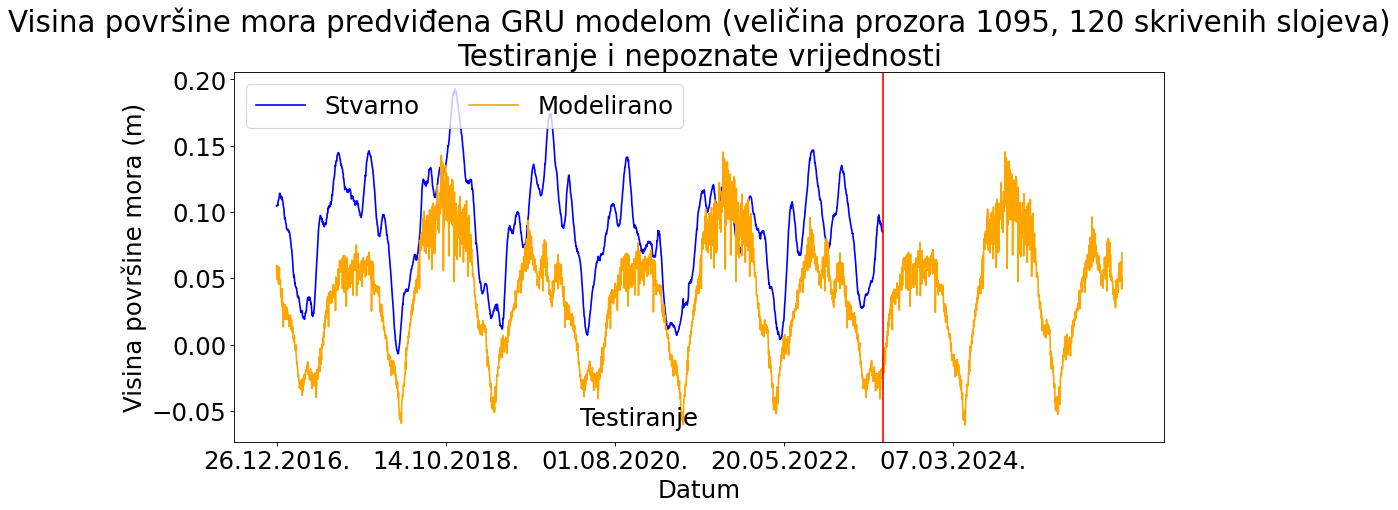 Visina površine mora predviđena GRU modelom (veličina prozora 1095, 120 skrivenih slojeva)
Testiranje i nepoznate vrijednosti
Stvarno
Modelirano
0.20
0.15
0.10
0.05
0.00
−0.05
Visina površine mora (m)
Testiranje
26.12.2016.
14.10.2018.
01.08.2020.
20.05.2022.
07.03.2024.
Datum